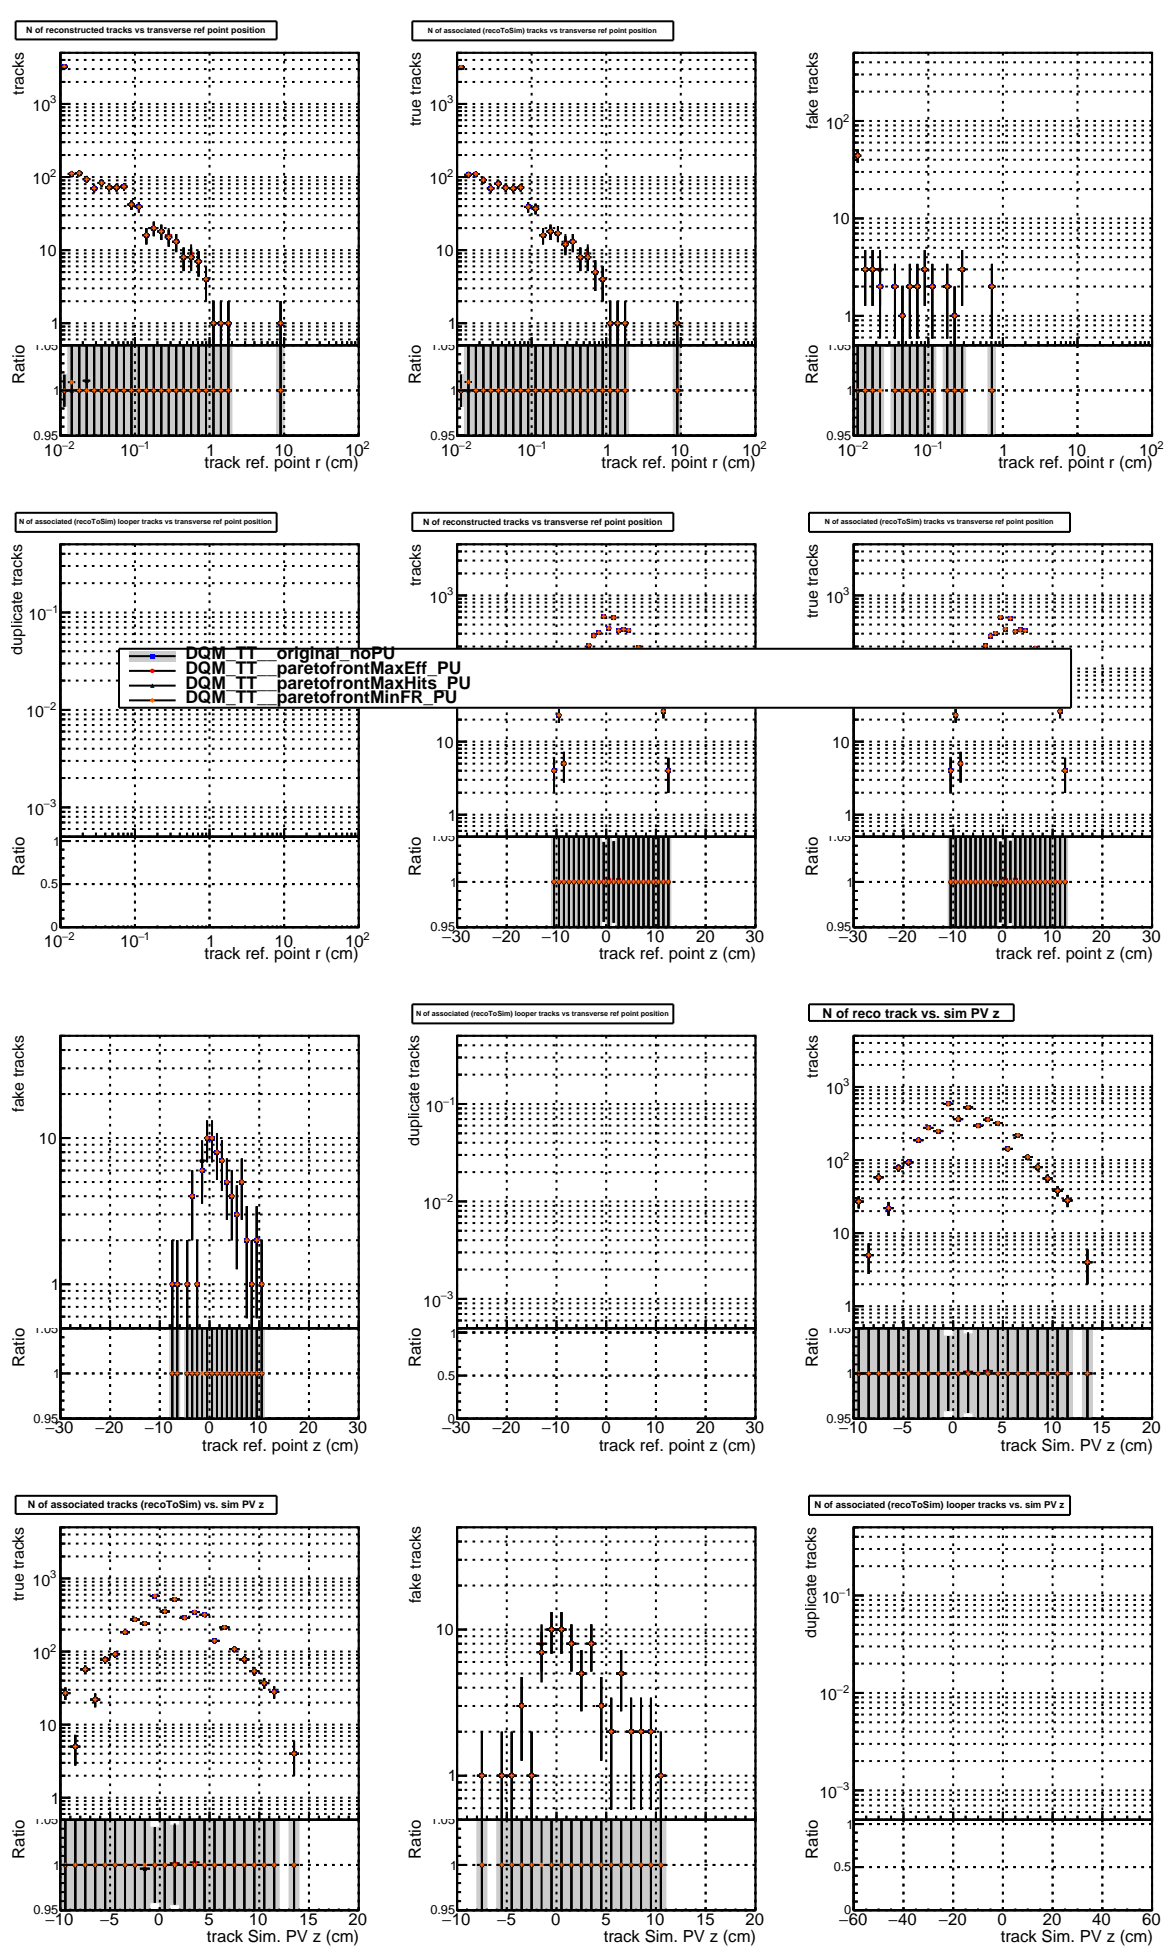 N of reconstructed tracks vs transverse ref point position
tracks
10³
10²
10
1
Ratio
1.05
1
0.95
10⁻² 10⁻¹ 1 10 10²
track ref. point r (cm)
N of associated (recoToSim) tracks vs transverse ref point position
true tracks
10³
10²
10
1
Ratio
1.05
1
0.95
10⁻² 10⁻¹ 1 10 10²
track ref. point r (cm)
fake tracks
10²
10
1
Ratio
1.05
1
0.95
10⁻² 10⁻¹ 1 10 10²
track ref. point r (cm)
N of associated (recoToSim) looper tracks vs transverse ref point position
duplicate tracks
10⁻¹
10⁻²
10⁻³
Ratio
1
0.5
0
10⁻² 10⁻¹ 1 10 10²
track ref. point r (cm)
N of reconstructed tracks vs transverse ref point position
tracks
10³
10
1
Ratio
1.05
1
0.95
−30 −20 −10 0 10 20 30
track ref. point z (cm)
N of associated (recoToSim) tracks vs transverse ref point position
true tracks
10³
10
1
Ratio
1.05
1
0.95
−30 −20 −10 0 10 20 30
track ref. point z (cm)
DQM_TT__original_noPU
DQM_TT__paretofrontMaxEff_PU
DQM_TT__paretofrontMaxHits_PU
DQM_TT__paretofrontMinFR_PU
fake tracks
10
1
Ratio
1.05
1
0.95
−30 −20 −10 0 10 20 30
track ref. point z (cm)
N of associated (recoToSim) looper tracks vs transverse ref point position
duplicate tracks
10⁻¹
10⁻²
10⁻³
Ratio
1
0.5
0
−30 −20 −10 0 10 20 30
track ref. point z (cm)
N of reco track vs. sim PV z
tracks
10³
10²
10
1
Ratio
1.05
1
0.95
−10 −5 0 5 10 15 20
track Sim. PV z (cm)
N of associated tracks (recoToSim) vs. sim PV z
true tracks
10³
10²
10
1
Ratio
1.05
1
0.95
−10 −5 0 5 10 15 20
track Sim. PV z (cm)
fake tracks
10
1
Ratio
1.05
1
0.95
−10 −5 0 5 10 15 20
track Sim. PV z (cm)
N of associated (recoToSim) looper tracks vs. sim PV z
duplicate tracks
10⁻¹
10⁻²
10⁻³
Ratio
1
0.5
0
−60 −40 −20 0 20 40 60
track Sim. PV z (cm)